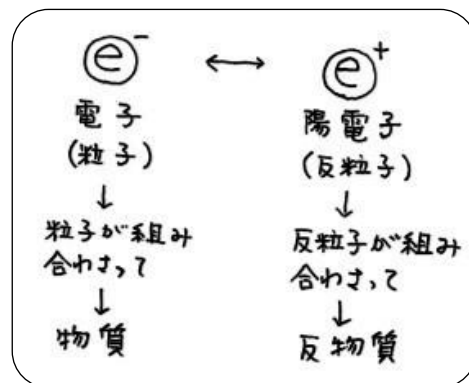 e⁻ ↔ e⁺
電子
(粒子)
↓
粒子が組み
合わさって
↓
物質
陽電子
(反粒子)
↓
反粒子が組み
合わさって
↓
反物質